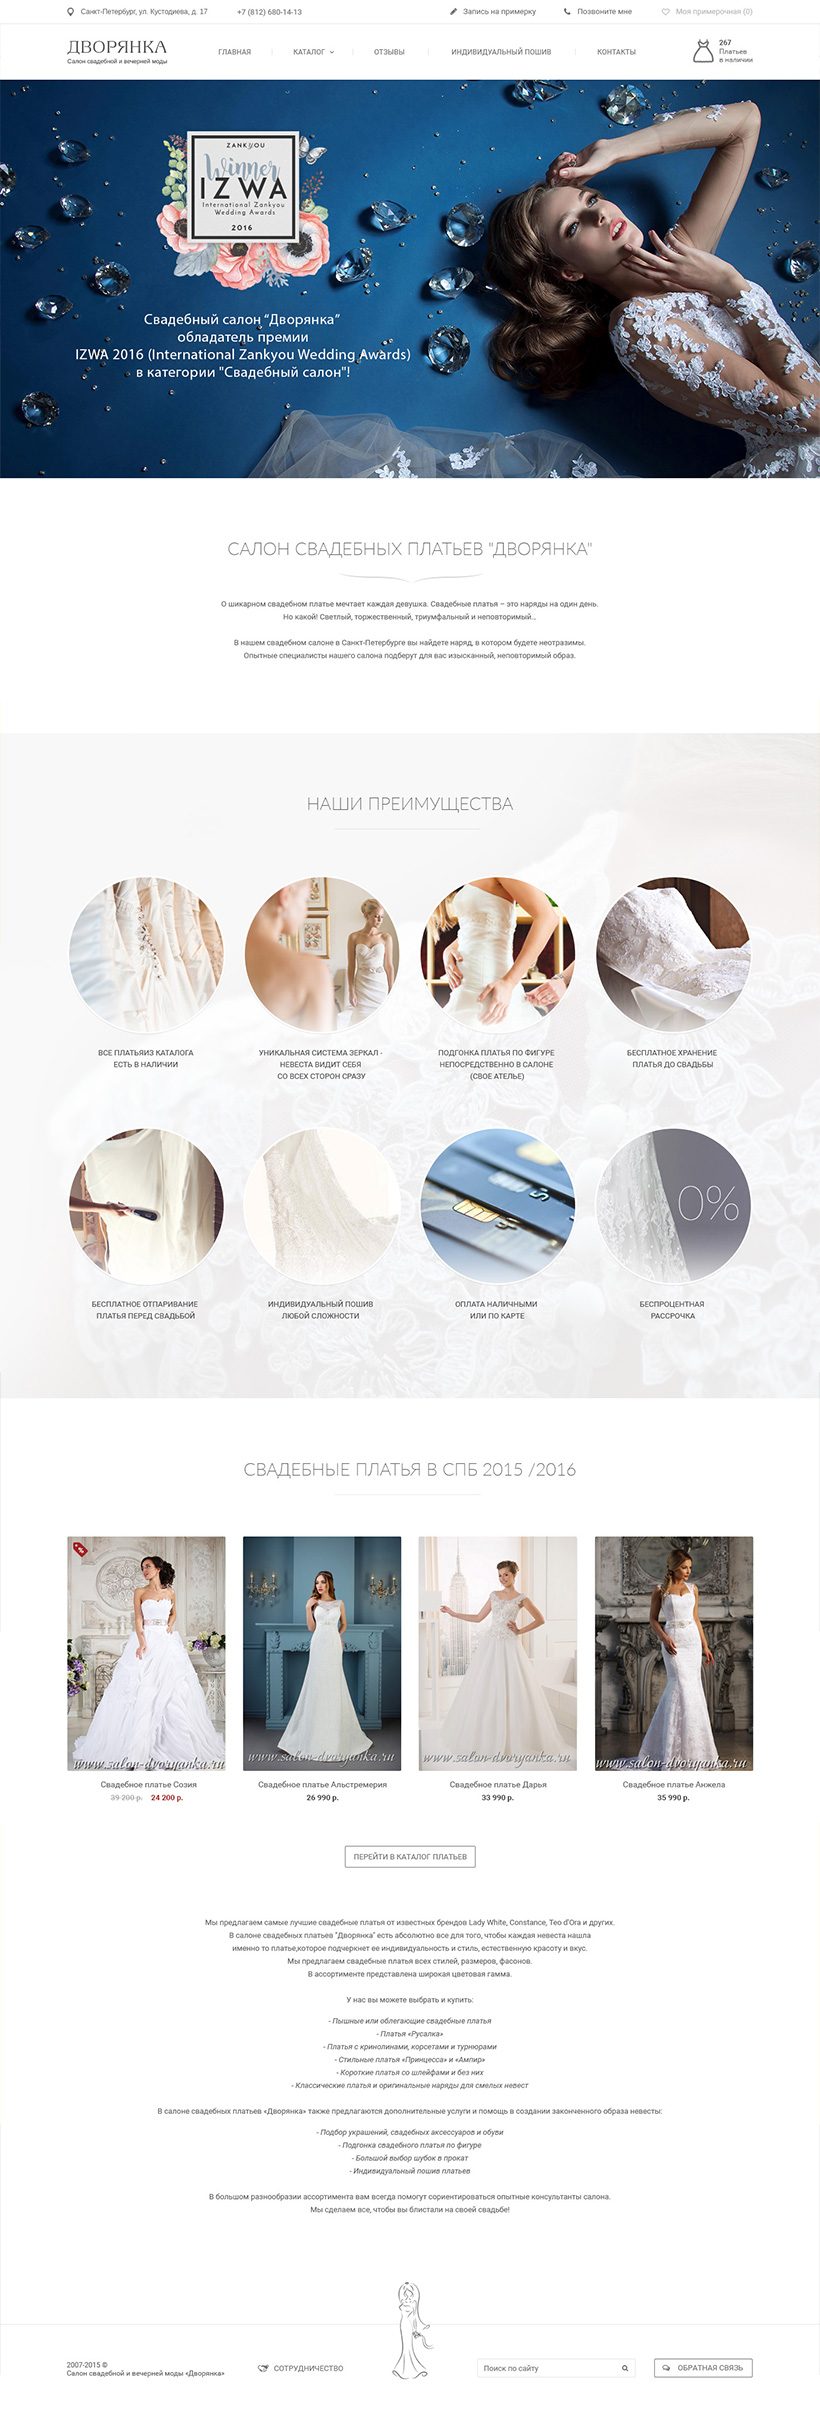 Санкт-Петербург, ул. Кустодиева, д. 17
+7 (812) 680-14-13
Запись на примерку
Позвоните мне
Моя примерочная (0)
ДВОРЯНКА
Салон свадебной и вечерней моды
ГЛАВНАЯ
КАТАЛОГ
ОТЗЫВЫ
ИНДИВИДУАЛЬНЫЙ ПОШИВ
КОНТАКТЫ
267
Платьев
в наличии
ZANKYOU
Winner
IZWA
International Zankyou
Wedding Awards
2016
Свадебный салон “Дворянка”
обладатель премии
IZWA 2016 (International Zankyou Wedding Awards)
в категории "Свадебный салон"!
САЛОН СВАДЕБНЫХ ПЛАТЬЕВ "ДВОРЯНКА"
О шикарном свадебном платье мечтает каждая девушка. Свадебные платья – это наряды на один день.
Но какой! Светлый, торжественный, триумфальный и неповторимый...
В нашем свадебном салоне в Санкт-Петербурге вы найдете наряд, в котором будете неотразимы.
Опытные специалисты нашего салона подберут для вас изысканный, неповторимый образ.
НАШИ ПРЕИМУЩЕСТВА
ВСЕ ПЛАТЬЯИЗ КАТАЛОГА
ЕСТЬ В НАЛИЧИИ
УНИКАЛЬНАЯ СИСТЕМА ЗЕРКАЛ -
НЕВЕСТА ВИДИТ СЕБЯ
СО ВСЕХ СТОРОН СРАЗУ
ПОДГОНКА ПЛАТЬЯ ПО ФИГУРЕ
НЕПОСРЕДСТВЕННО В САЛОНЕ
(СВОЕ АТЕЛЬЕ)
БЕСПЛАТНОЕ ХРАНЕНИЕ
ПЛАТЬЯ ДО СВАДЬБЫ
0%
БЕСПЛАТНОЕ ОТПАРИВАНИЕ
ПЛАТЬЯ ПЕРЕД СВАДЬБОЙ
ИНДИВИДУАЛЬНЫЙ ПОШИВ
ЛЮБОЙ СЛОЖНОСТИ
ОПЛАТА НАЛИЧНЫМИ
ИЛИ ПО КАРТЕ
БЕСПРОЦЕНТНАЯ
РАССРОЧКА
СВАДЕБНЫЕ ПЛАТЬЯ В СПБ 2015 /2016
www.salon-dvoryanka.ru
www.salon-dvoryanka.ru
www.salon-dvoryanka.ru
www.salon-dvoryanka.ru
Свадебное платье Созия
39 200 р. 24 200 р.
Свадебное платье Альстремерия
26 990 р.
Свадебное платье Дарья
33 990 р.
Свадебное платье Анжела
35 990 р.
ПЕРЕЙТИ В КАТАЛОГ ПЛАТЬЕВ
Мы предлагаем самые лучшие свадебные платья от известных брендов Lady White, Constance, Teo d'Ora и других.
В салоне свадебных платьев "Дворянка" есть абсолютно все для того, чтобы каждая невеста нашла
именно то платье,которое подчеркнет ее индивидуальность и стиль, естественную красоту и вкус.
Мы предлагаем свадебные платья всех стилей, размеров, фасонов.
В ассортименте представлена широкая цветовая гамма.
У нас вы можете выбрать и купить:
- Пышные или облегающие свадебные платья
- Платья «Русалка»
- Платья с кринолинами, корсетами и турнюрами
- Стильные платья «Принцесса» и «Ампир»
- Короткие платья со шлейфами и без них
- Классические платья и оригинальные наряды для смелых невест
В салоне свадебных платьев «Дворянка» также предлагаются дополнительные услуги и помощь в создании законченного образа невесты:
- Подбор украшений, свадебных аксессуаров и обуви
- Подгонка свадебного платья по фигуре
- Большой выбор шубок в прокат
- Индивидуальный пошив платьев
В большом разнообразии ассортимента вам всегда помогут сориентироваться опытные консультанты салона.
Мы сделаем все, чтобы вы блистали на своей свадьбе!
2007-2015 ©
Салон свадебной и вечерней моды «Дворянка»
СОТРУДНИЧЕСТВО
Поиск по сайту
ОБРАТНАЯ СВЯЗЬ